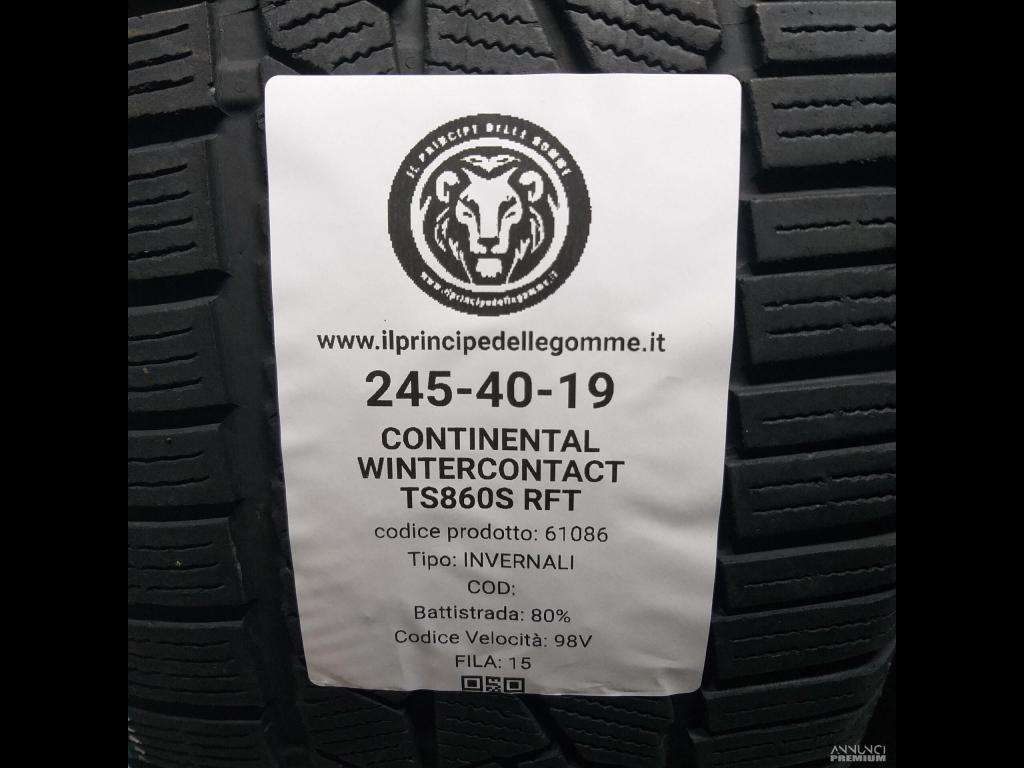 IL PRINCIPE DELLE GOMME
www.ilprincipedellegomme.it
www.ilprincipedellegomme.it
245-40-19
CONTINENTAL
WINTERCONTACT
TS860S RFT
codice prodotto: 61086
Tipo: INVERNALI
COD:
Battistrada: 80%
Codice Velocità: 98V
FILA: 15
ANNUNCI
PREMIUM